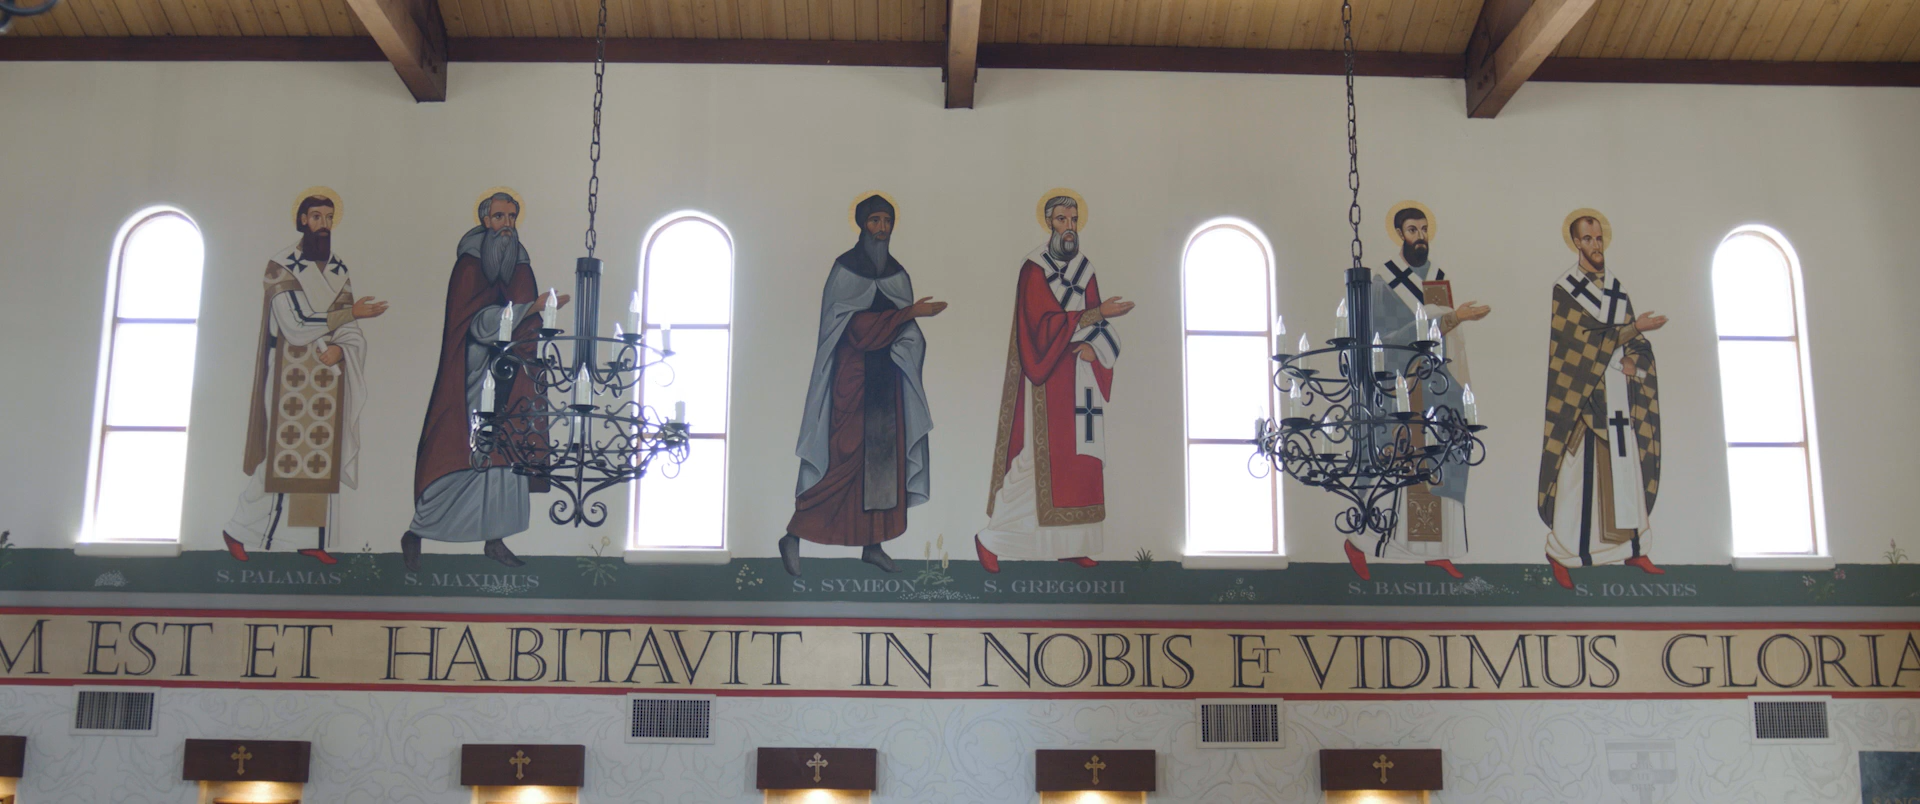 S. PALAMAS S. MAXIMUS S. SYMEON S. GREGORII S. BASILIUS S. IOANNES
M EST ET HABITAVIT IN NOBIS ET VIDIMUS GLORIA